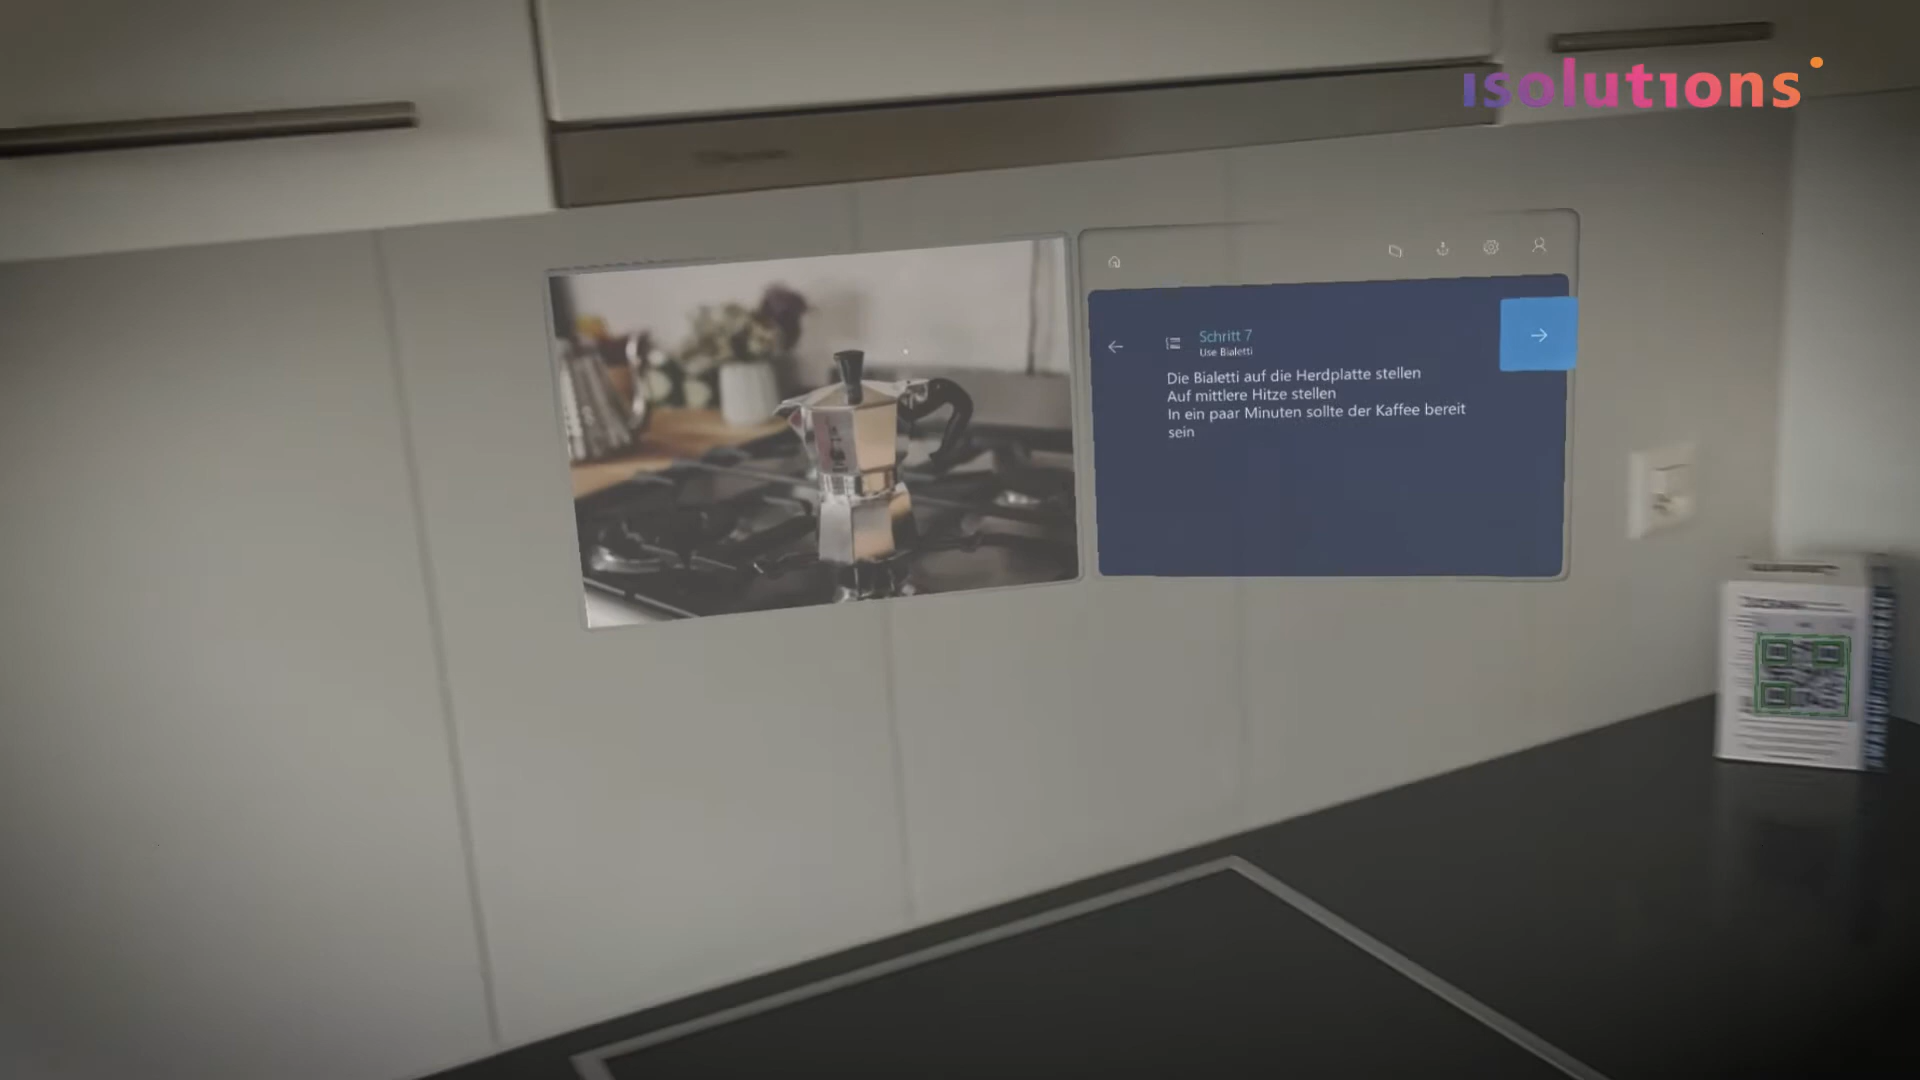 isolutions
Schritt 7
Use Bialetti
Die Bialetti auf die Herdplatte stellen
Auf mittlere Hitze stellen
In ein paar Minuten sollte der Kaffee bereit
sein